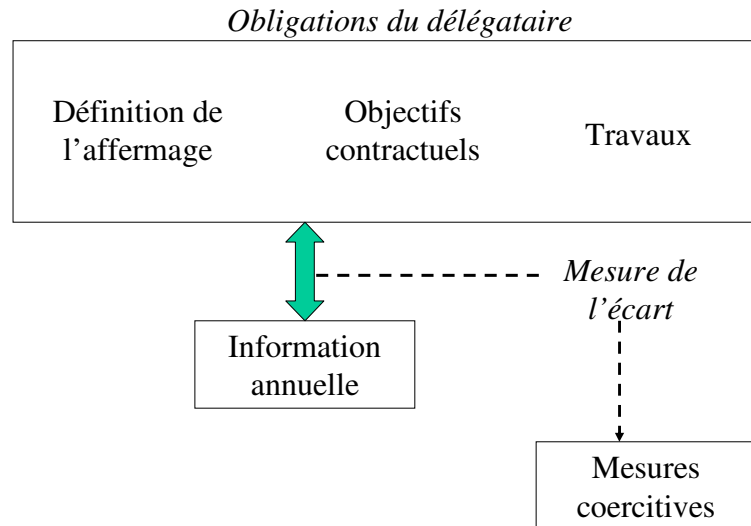 Obligations du délégataire
Définition de
l’affermage
Objectifs
contractuels
Travaux
Mesure de
l’écart
Information
annuelle
Mesures
coercitives